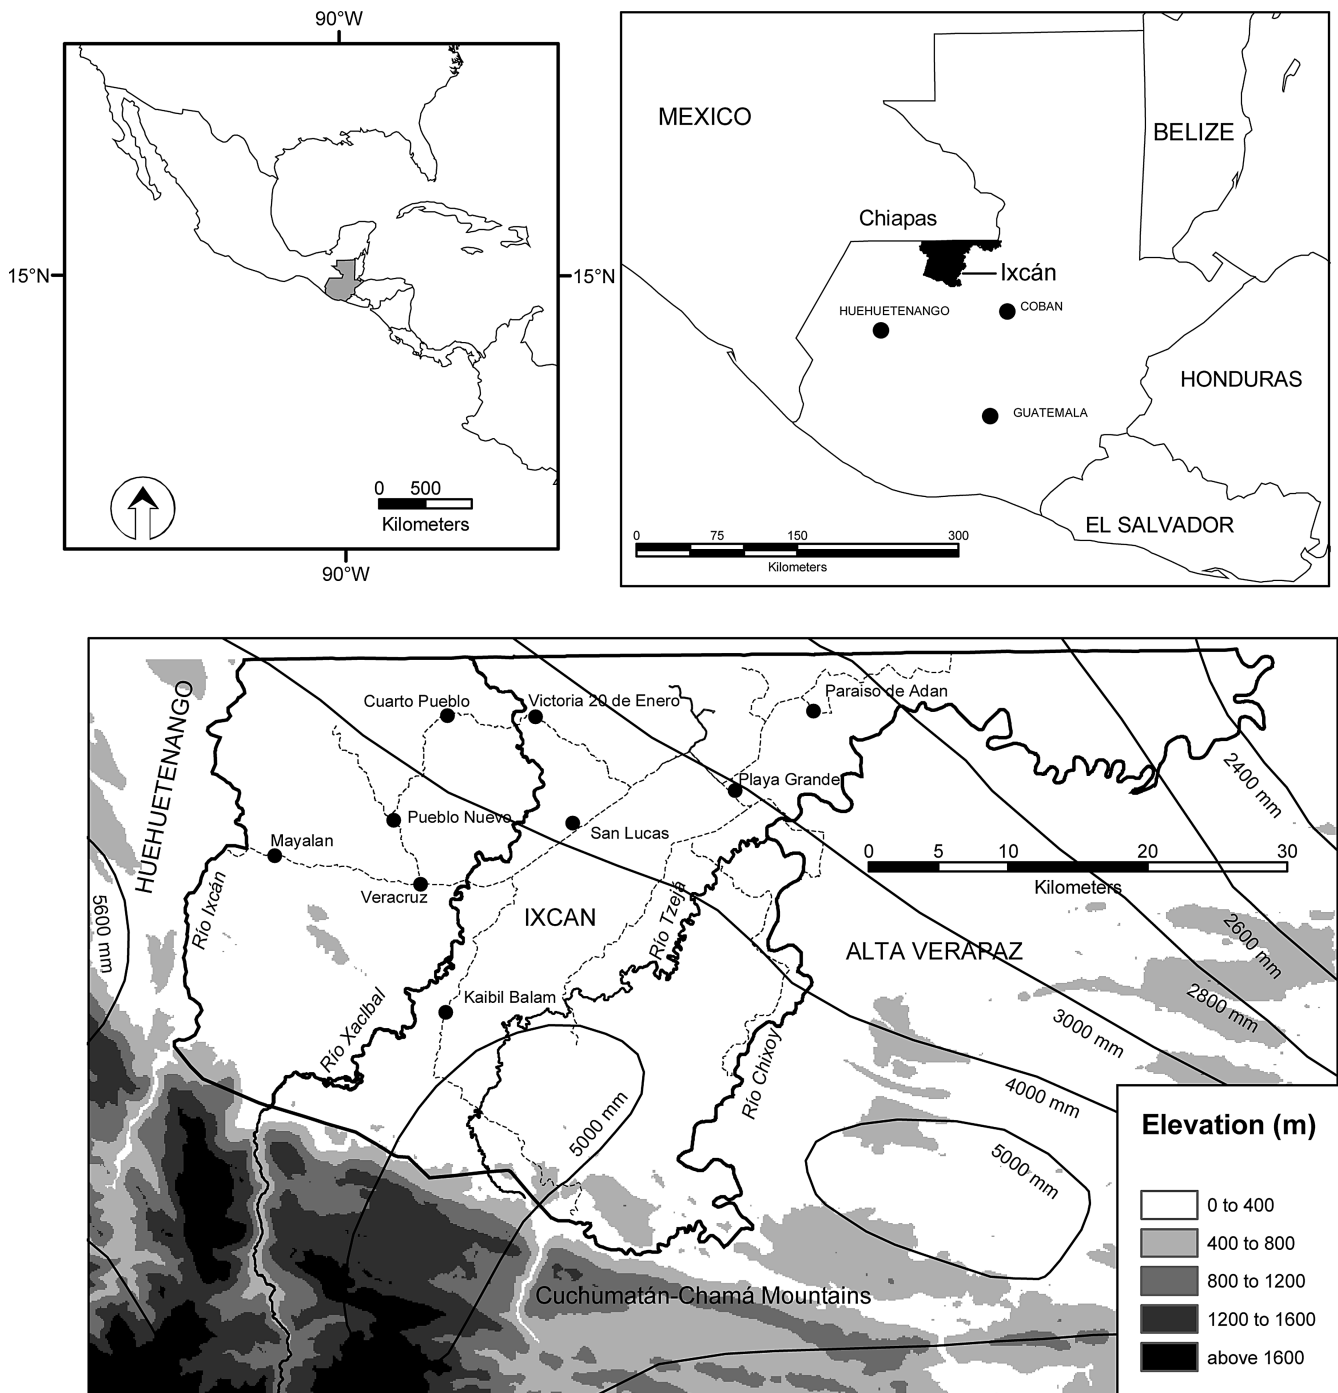 90°W
15°N
15°N
0 500
Kilometers
90°W
MEXICO
BELIZE
Chiapas
Ixcán
HUEHUETENANGO
COBAN
GUATEMALA
HONDURAS
EL SALVADOR
0 75 150 300
Kilometers
HUEHUETENANGO
Cuarto Pueblo
Victoria 20 de Enero
Paraiso de Adan
Playa Grande
Pueblo Nuevo
San Lucas
Mayalan
Veracruz
IXCAN
Kaibil Balam
Río Ixcán
Río Xaclbal
Río Tzejá
Río Chixoy
ALTA VERAPAZ
0 5 10 20 30
Kilometers
5600 mm
2400 mm
2600 mm
2800 mm
3000 mm
4000 mm
5000 mm
5000 mm
Cuchumatán-Chamá Mountains
Elevation (m)
0 to 400
400 to 800
800 to 1200
1200 to 1600
above 1600